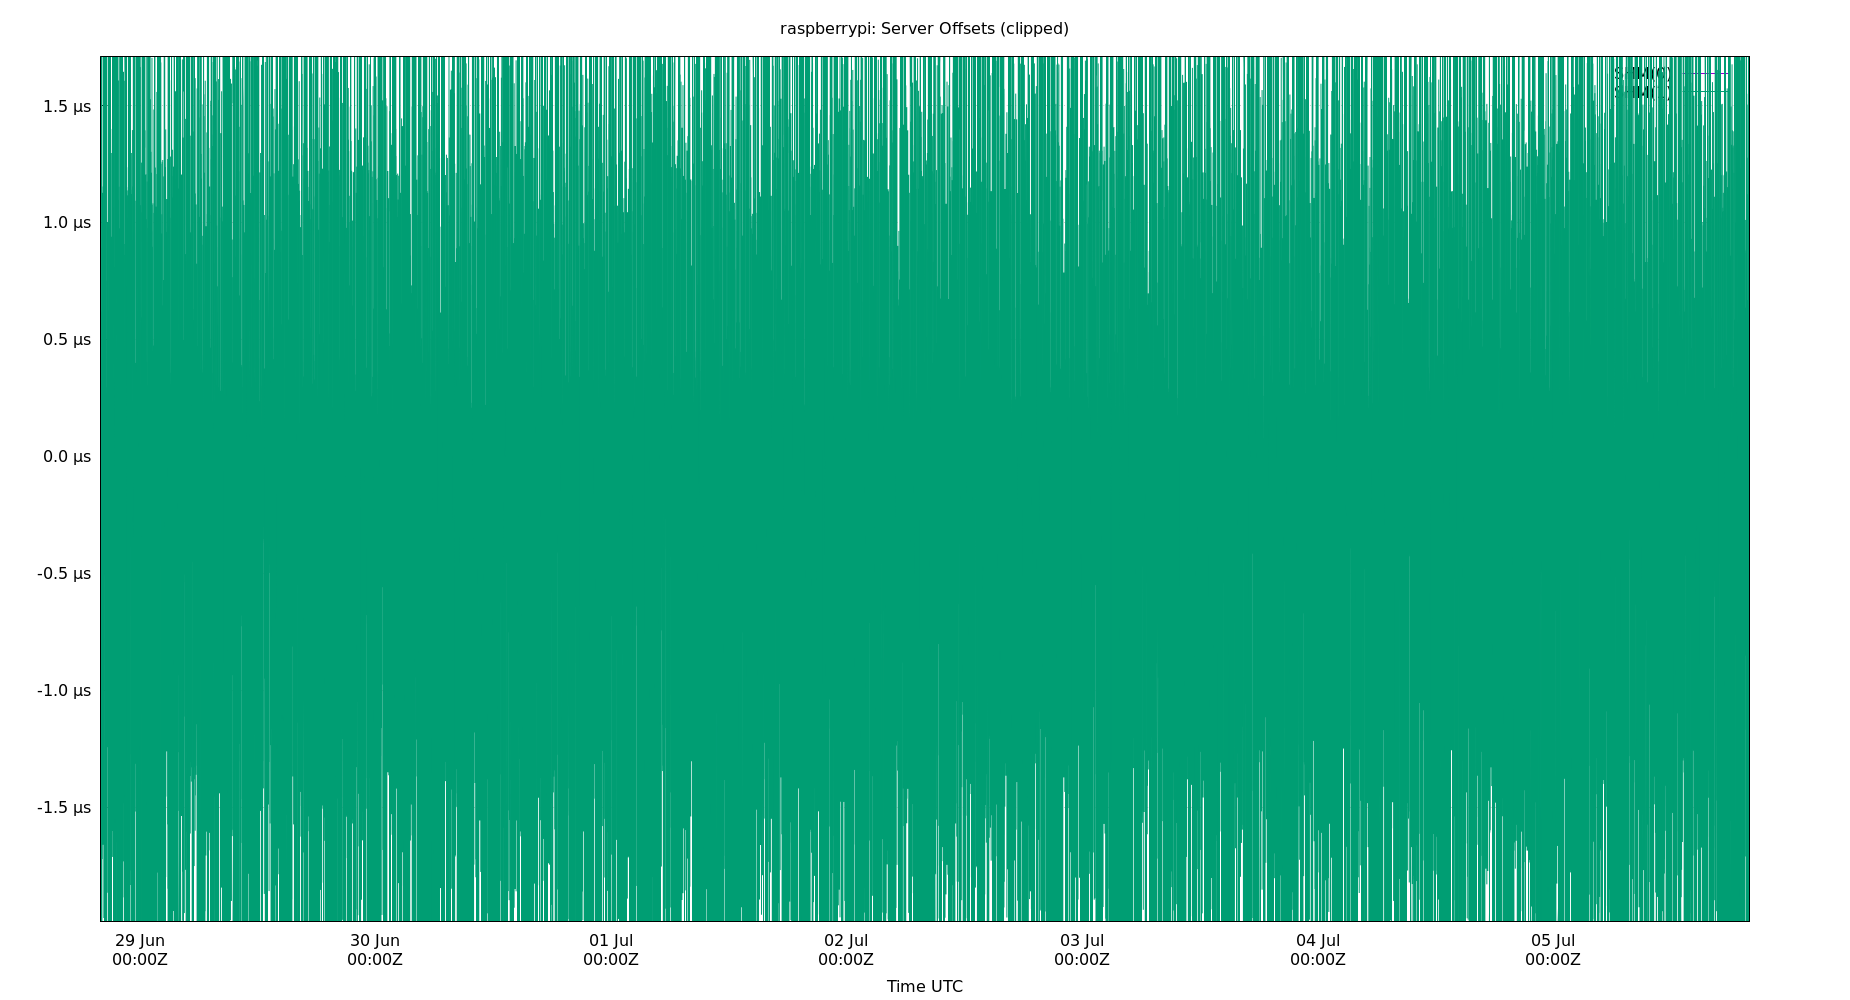 raspberrypi: Server Offsets (clipped)
SHM(0)
1.5 µs
1.0 µs
0.5 µs
0.0 µs
-0.5 µs
-1.0 µs
-1.5 µs
29 Jun 30 Jun 01 Jul 02 Jul 03 Jul 04 Jul 05 Jul
00:00Z 00:00Z 00:00Z 00:00Z 00:00Z 00:00Z 00:00Z
Time UTC